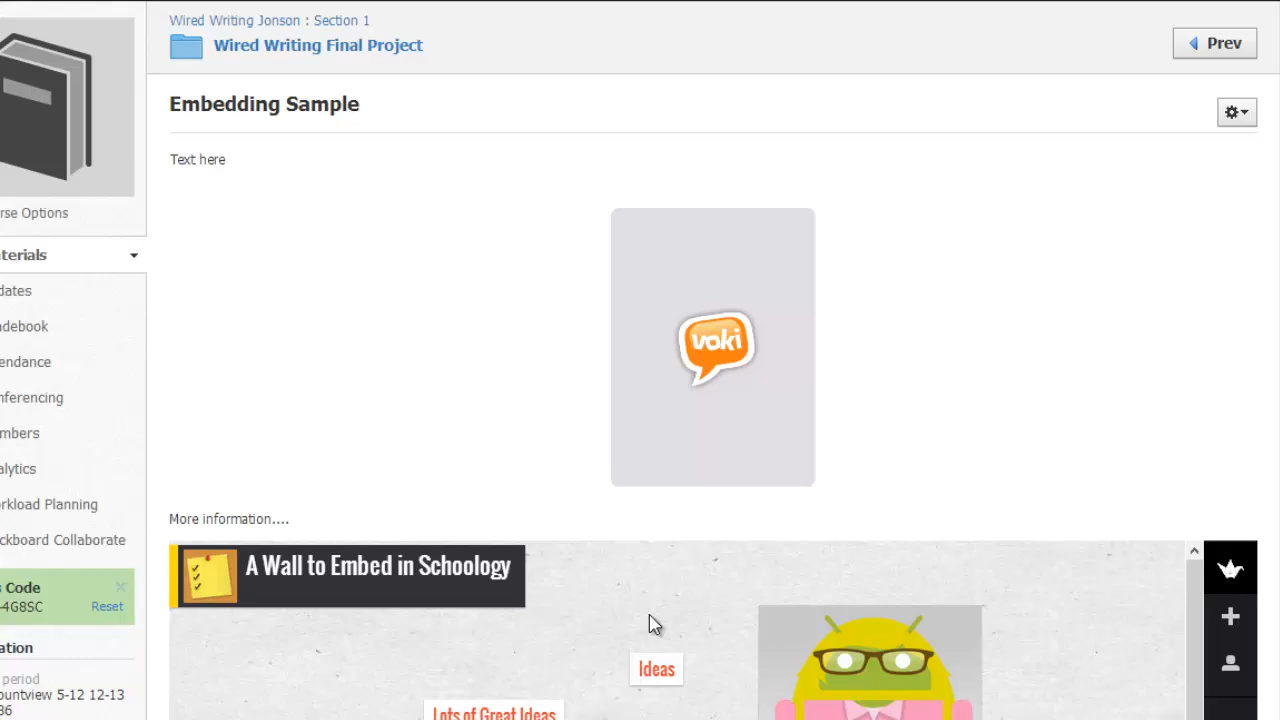 Wired Writing Jonson : Section 1
Wired Writing Final Project
Prev
Embedding Sample
Text here
rse Options
terials
dates
debook
endance
nferencing
mbers
alytics
rkload Planning
ckboard Collaborate
s Code
-4G8SC Reset
ation
period
ountview 5-12 12-13
86
voki
More information....
A Wall to Embed in Schoology
Ideas
Lots of Great Ideas